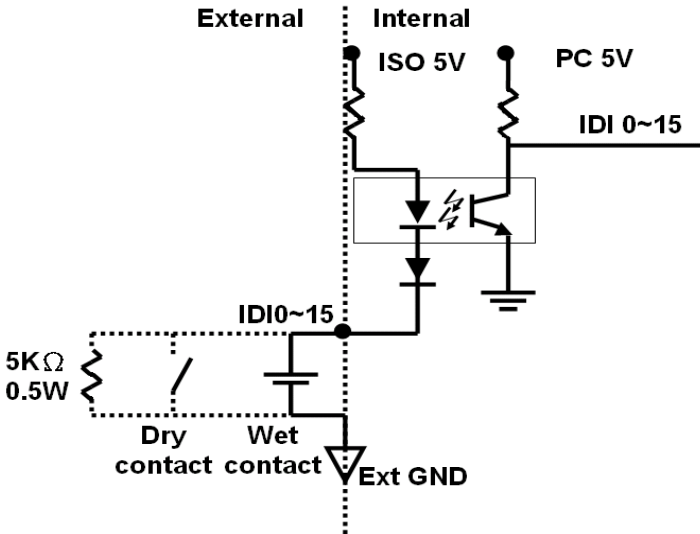 External Internal
ISO 5V
PC 5V
IDI 0~15
IDI0~15
5KΩ
0.5W
Dry
contact
Wet
contact
Ext GND